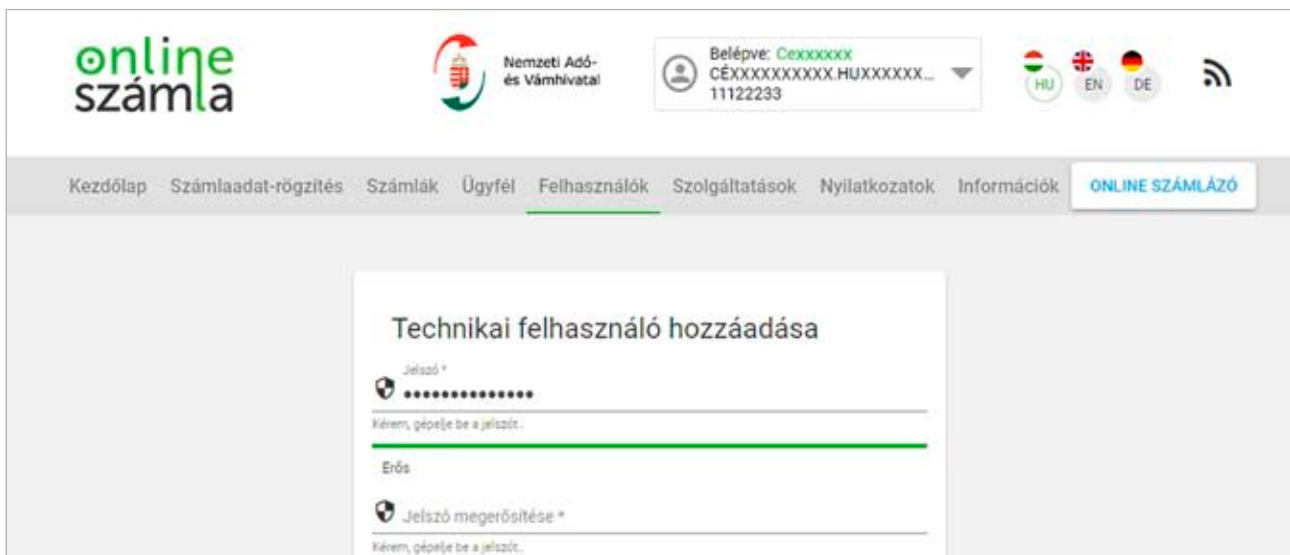 online
számla
Nemzeti Adó-
és Vámhivatal
Belépve: Cexxxxxx
CÉXXXXXXXXXX.HUXXXXXX...
11122233
HU EN DE
Kezdőlap Számlaadat-rögzítés Számlák Ügyfél Felhasználók Szolgáltatások Nyilatkozatok Információk ONLINE SZÁMLÁZÓ
Technikai felhasználó hozzáadása
Jelszó *
••••••••••••••
Kérem, gépelje be a jelszót..
Erős
Jelszó megerősítése *
Kérem, gépelje be a jelszót..